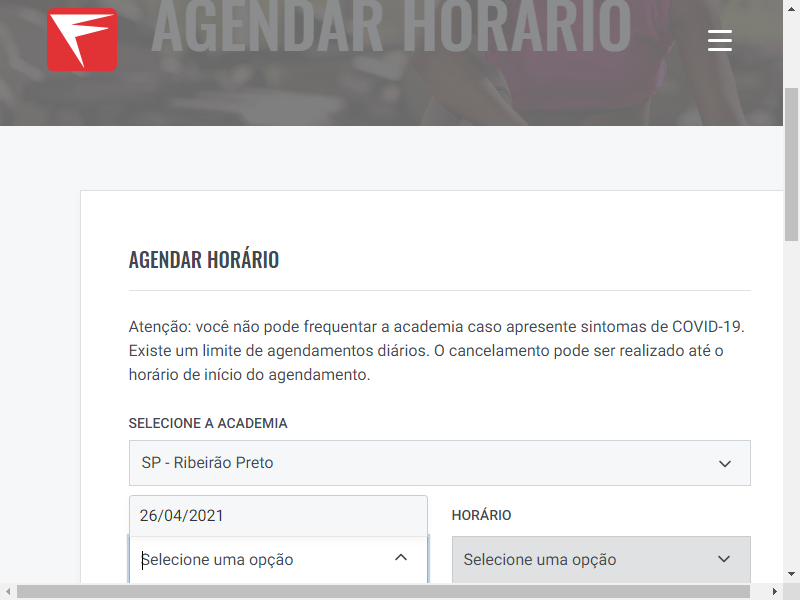 AGENDAR HORÁRIO
AGENDAR HORÁRIO
Atenção: você não pode frequentar a academia caso apresente sintomas de COVID-19.
Existe um limite de agendamentos diários. O cancelamento pode ser realizado até o
horário de início do agendamento.
SELECIONE A ACADEMIA
SP - Ribeirão Preto
26/04/2021
HORÁRIO
Selecione uma opção
Selecione uma opção